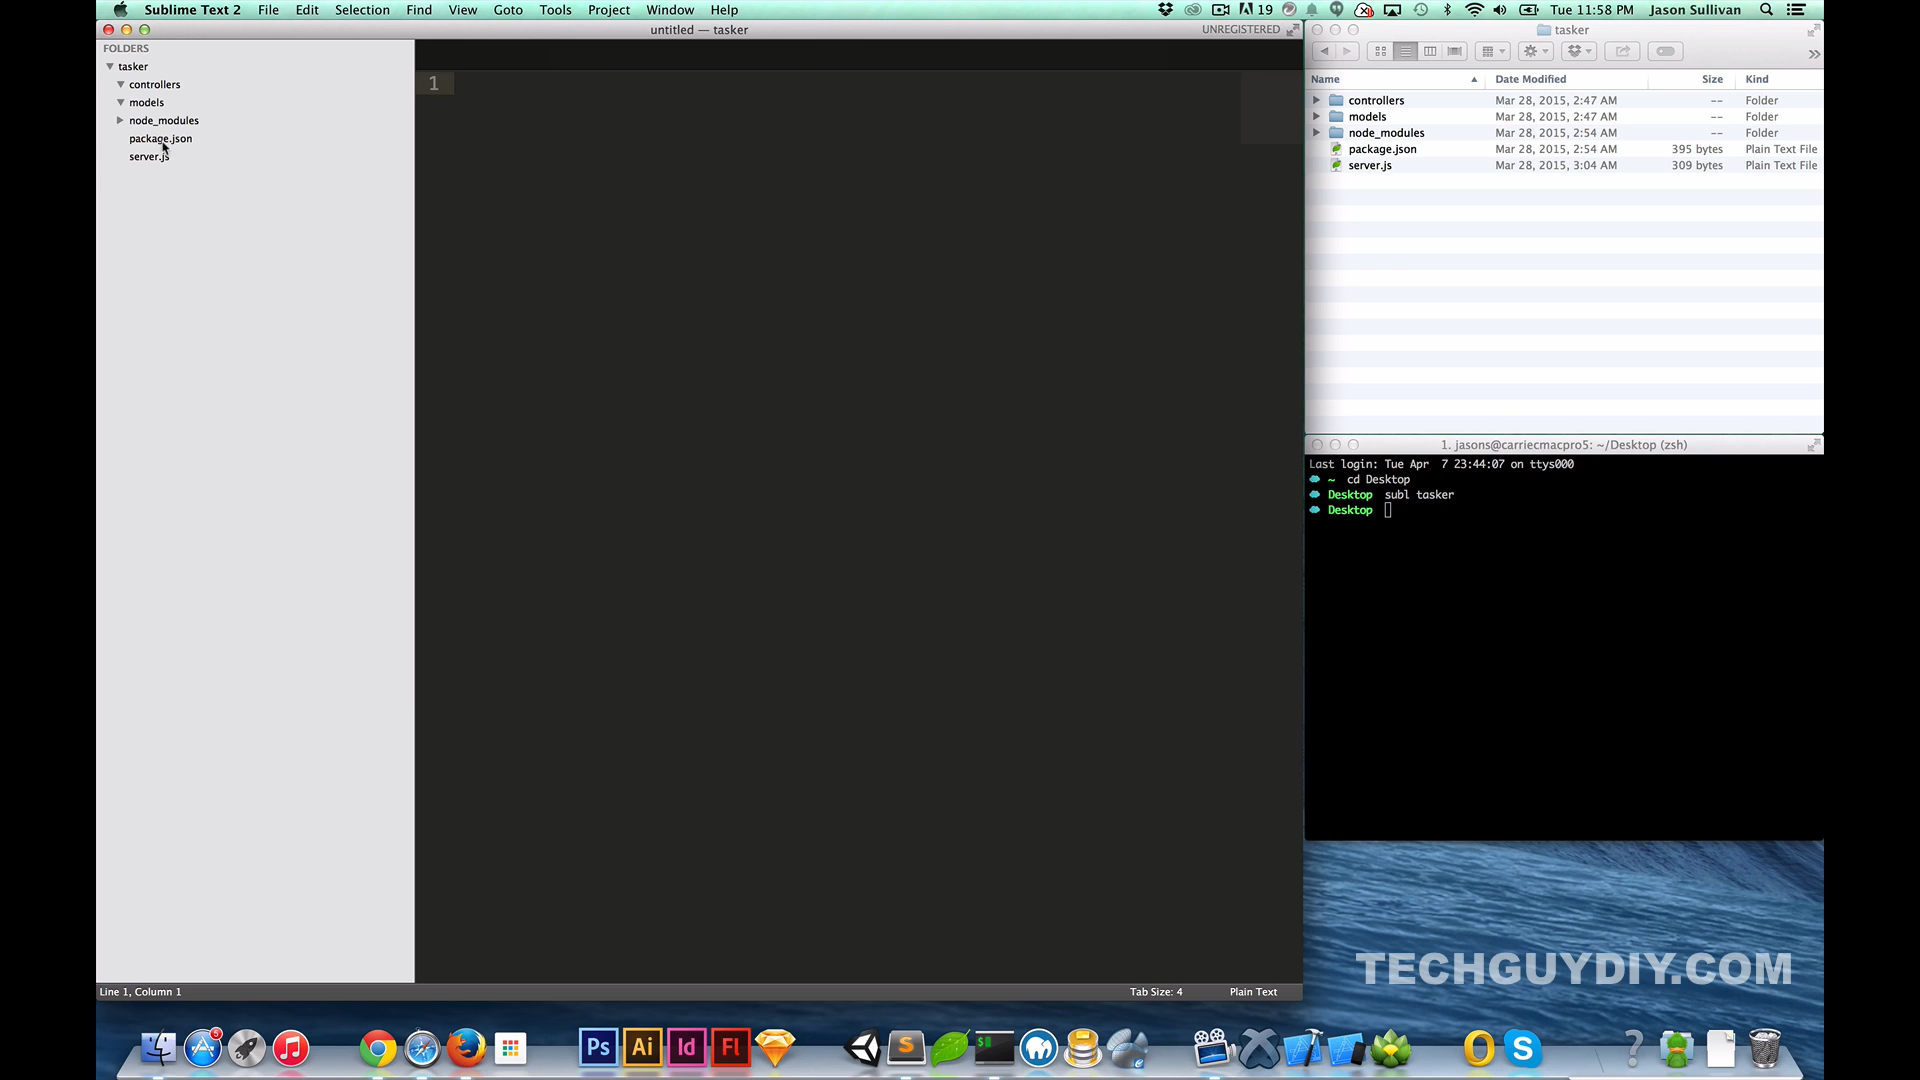 Sublime Text 2 File Edit Selection Find View Goto Tools Project Window Help
19 Tue 11:58 PM Jason Sullivan
untitled — tasker
UNREGISTERED
FOLDERS
tasker
controllers
models
node_modules
package.json
server.js
1
Line 1, Column 1
Tab Size: 4
Plain Text
tasker
Name Date Modified Size Kind
controllers Mar 28, 2015, 2:47 AM -- Folder
models Mar 28, 2015, 2:47 AM -- Folder
node_modules Mar 28, 2015, 2:54 AM -- Folder
package.json Mar 28, 2015, 2:54 AM 395 bytes Plain Text File
server.js Mar 28, 2015, 3:04 AM 309 bytes Plain Text File
1. jasons@carriecmacpro5: ~/Desktop (zsh)
Last login: Tue Apr 7 23:44:07 on ttys000
~ cd Desktop
Desktop subl tasker
Desktop
TECHGUYDIY.COM
5
Ps Ai Id Fl S $ e O S ?